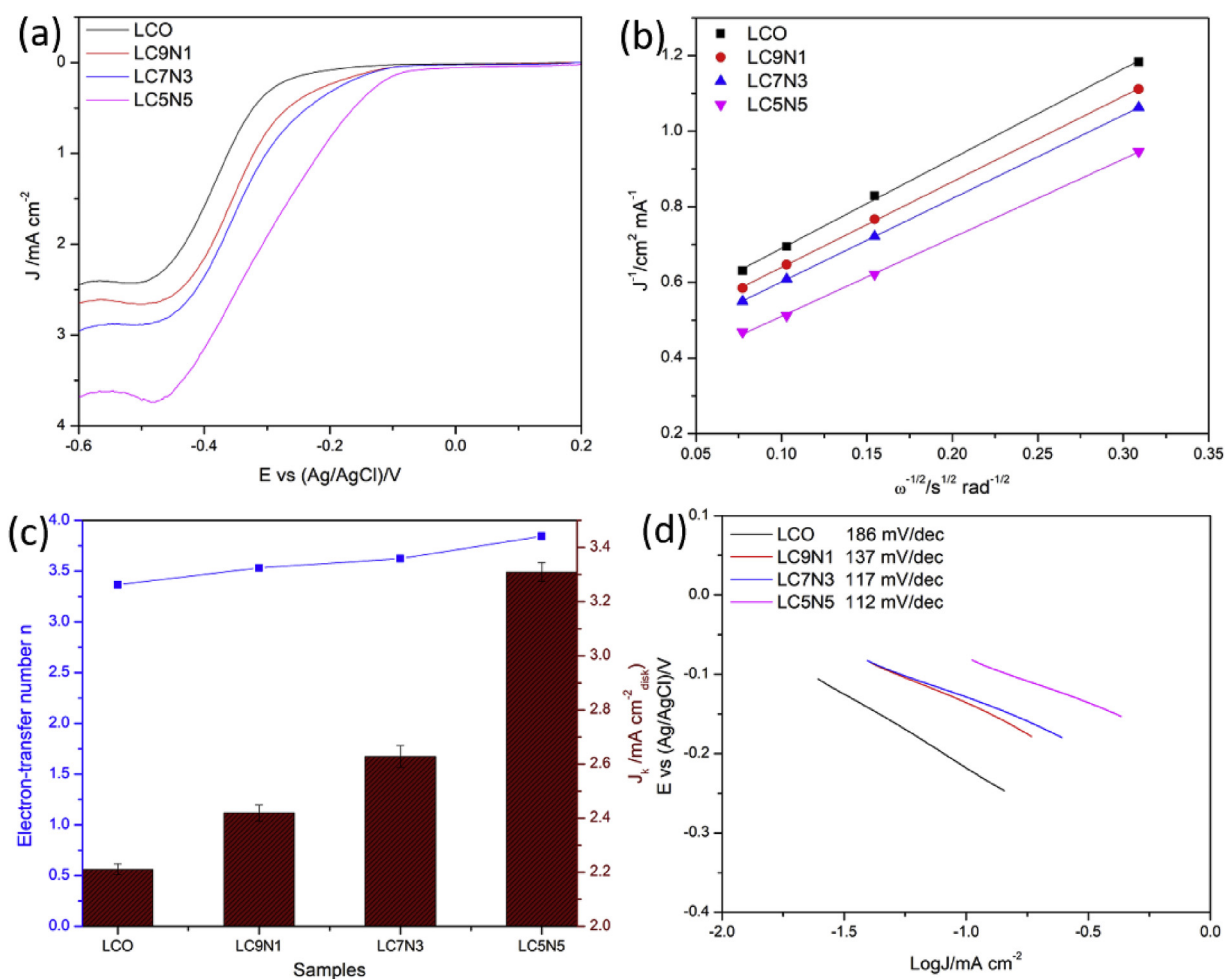 (a)
LCO
LC9N1
LC7N3
LC5N5
0
1
2
3
4
J /mA cm⁻²
-0.6 -0.4 -0.2 0.0 0.2
E vs (Ag/AgCl)/V
(b)
LCO
LC9N1
LC7N3
LC5N5
1.2
1.0
0.8
0.6
0.4
0.2
J⁻¹/cm² mA⁻¹
0.05 0.10 0.15 0.20 0.25 0.30 0.35
ω⁻¹/²/s¹/² rad⁻¹/²
(c)
4.0
3.5
3.0
2.5
2.0
1.5
1.0
0.5
0.0
Electron-transfer number n
3.4
3.2
3.0
2.8
2.6
2.4
2.2
2.0
Jₖ /mA cm⁻² disk
LCO LC9N1 LC7N3 LC5N5
Samples
(d)
LCO 186 mV/dec
LC9N1 137 mV/dec
LC7N3 117 mV/dec
LC5N5 112 mV/dec
0.1
0.0
-0.1
-0.2
-0.3
-0.4
E vs (Ag/AgCl)/V
-2.0 -1.5 -1.0 -0.5 0.0
LogJ/mA cm⁻²